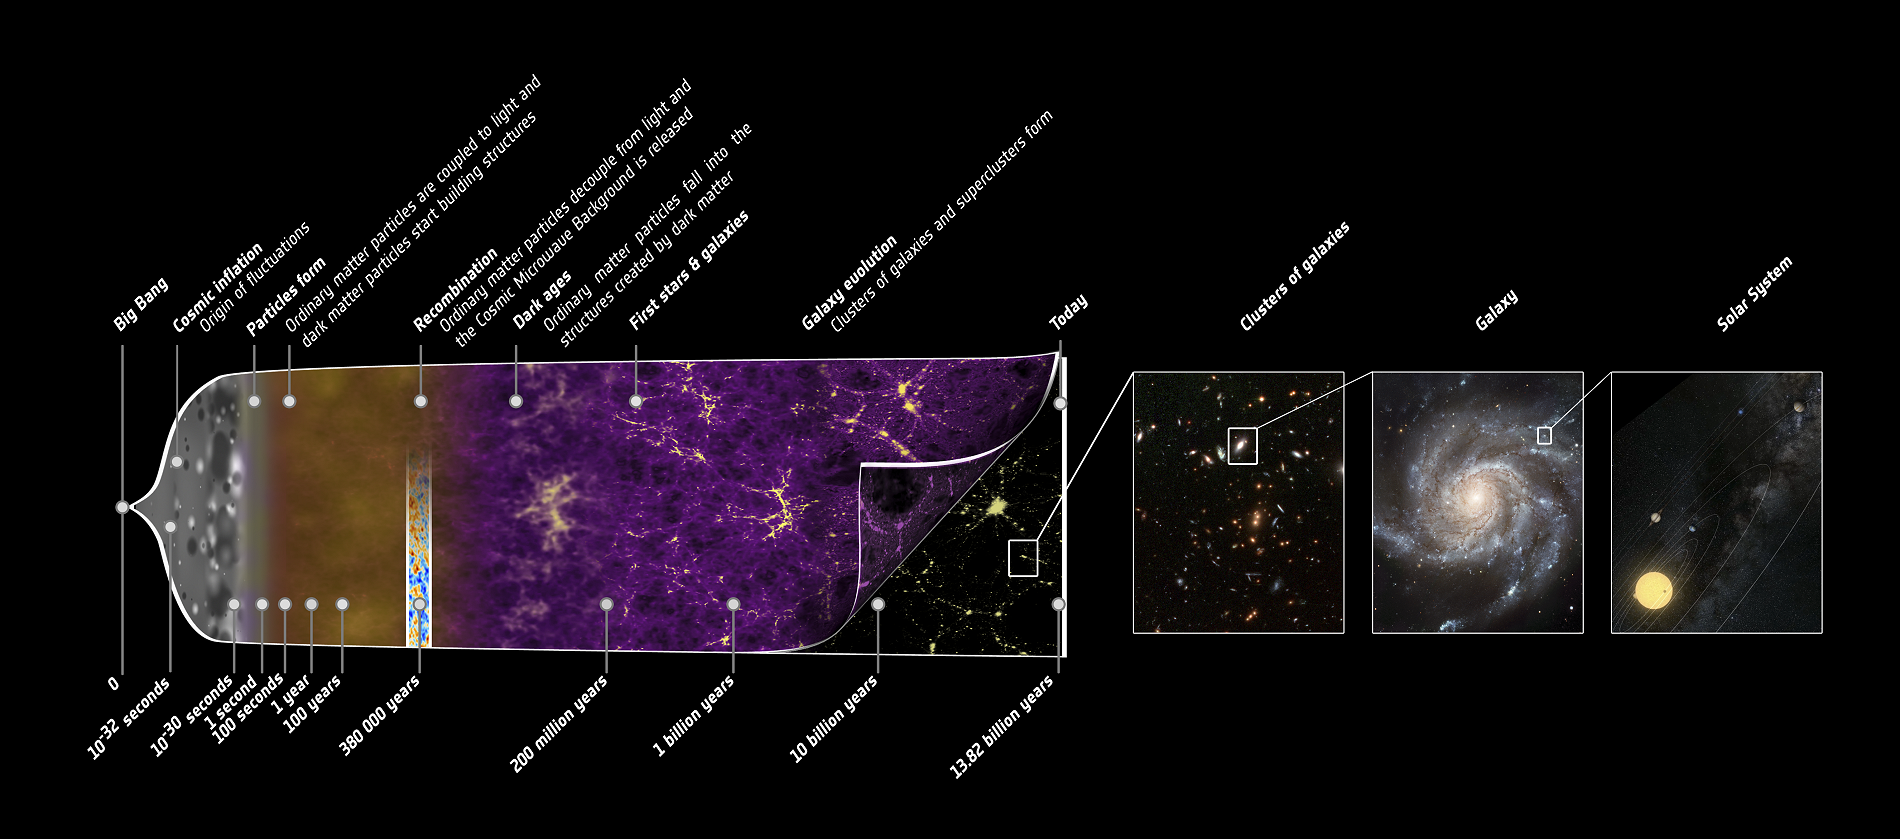 Big Bang
Cosmic inflation
Origin of fluctuations
Particles form
Ordinary matter particles are coupled to light and
dark matter particles start building structures
Recombination
Ordinary matter particles decouple from light and
the Cosmic Microwave Background is released
Dark ages
Ordinary matter particles fall into the
structures created by dark matter
First stars & galaxies
Galaxy evolution
Clusters of galaxies and superclusters form
Today
Clusters of galaxies
Galaxy
Solar System
0
10-32 seconds
10-30 seconds
1 second
100 seconds
1 year
100 years
380 000 years
200 million years
1 billion years
10 billion years
13.82 billion years